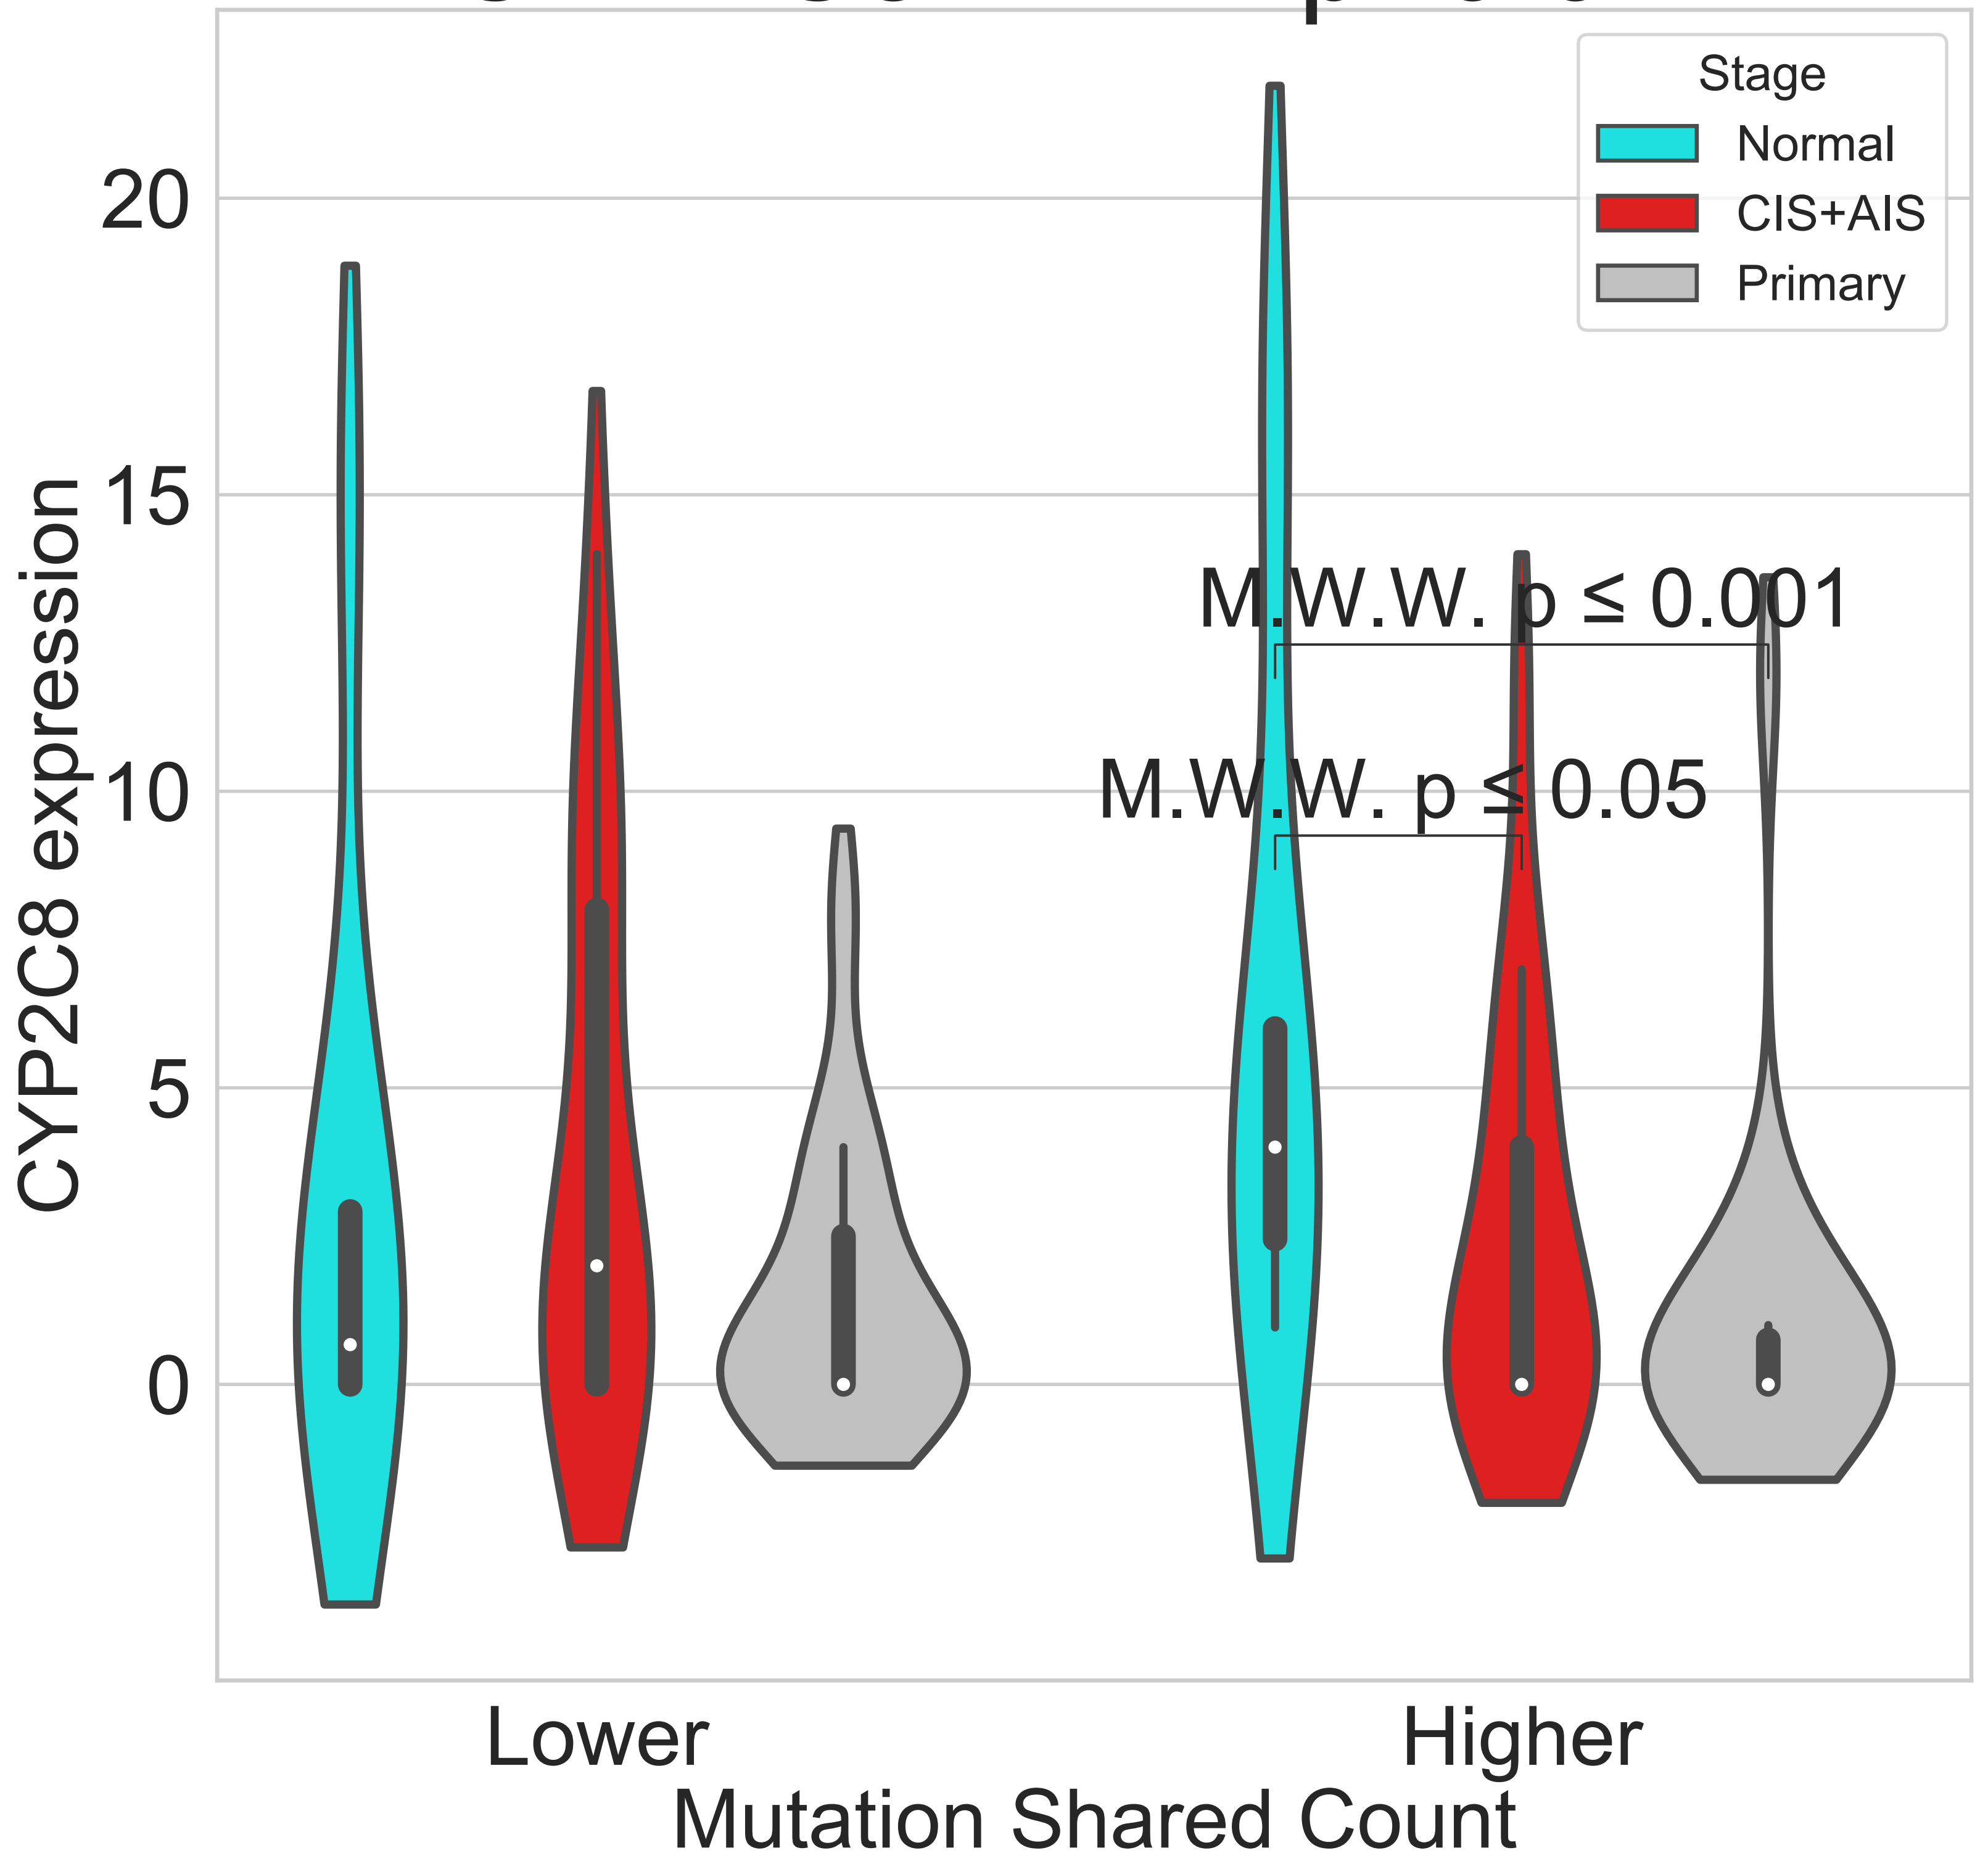 Stage
Normal
CIS+AIS
Primary
20
15
10
5
0
CYP2C8 expression
M.W.W. p ≤ 0.001
M.W.W. p ≤ 0.05
Lower
Higher
Mutation Shared Count